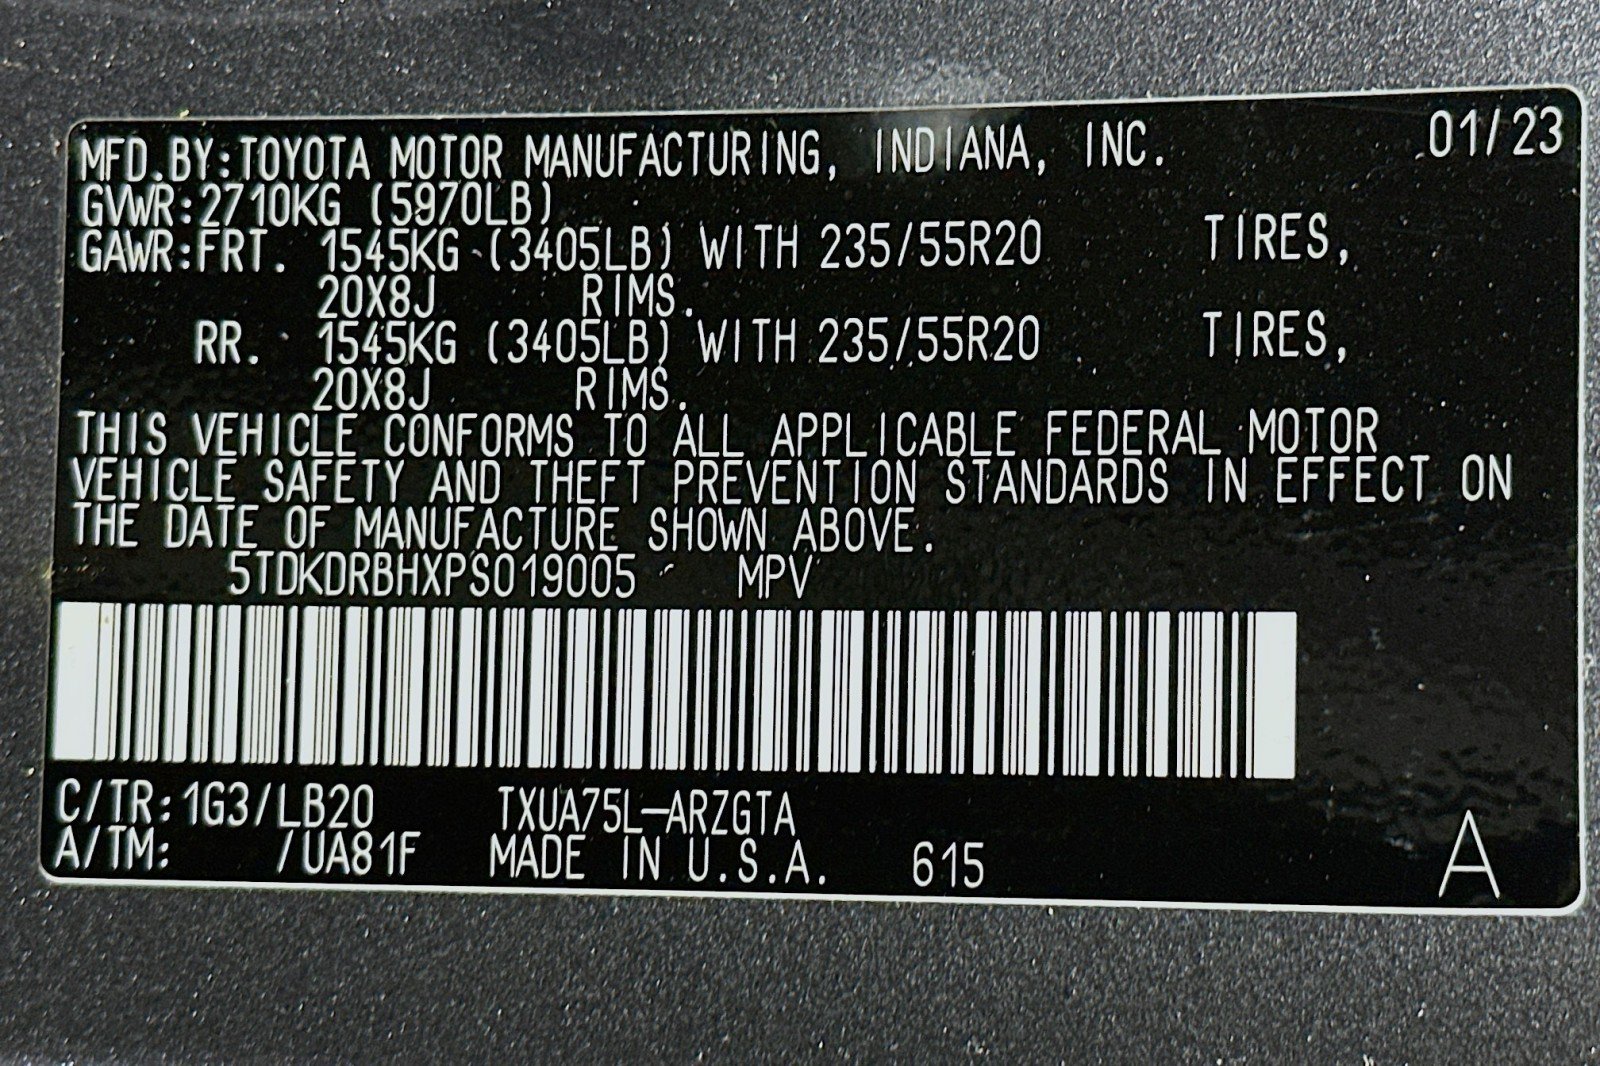 MFD.BY:TOYOTA MOTOR MANUFACTURING, INDIANA, INC. 01/23
GVWR:2710KG (5970LB)
GAWR:FRT. 1545KG (3405LB) WITH 235/55R20 TIRES,
20X8J RIMS.
RR. 1545KG (3405LB) WITH 235/55R20 TIRES,
20X8J RIMS.
THIS VEHICLE CONFORMS TO ALL APPLICABLE FEDERAL MOTOR
VEHICLE SAFETY AND THEFT PREVENTION STANDARDS IN EFFECT ON
THE DATE OF MANUFACTURE SHOWN ABOVE.
5TDKDRBHXPS019005 MPV
C/TR:1G3/LB20 TXUA75L-ARZGTA
A/TM: /UA81F MADE IN U.S.A. 615 A